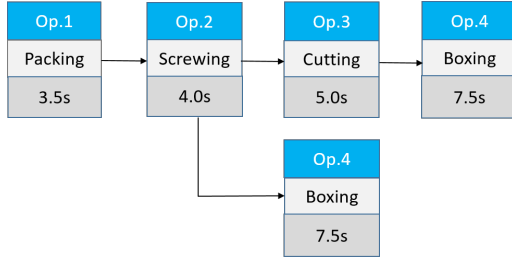 Op.1
Packing
3.5s
Op.2
Screwing
4.0s
Op.3
Cutting
5.0s
Op.4
Boxing
7.5s
Op.4
Boxing
7.5s